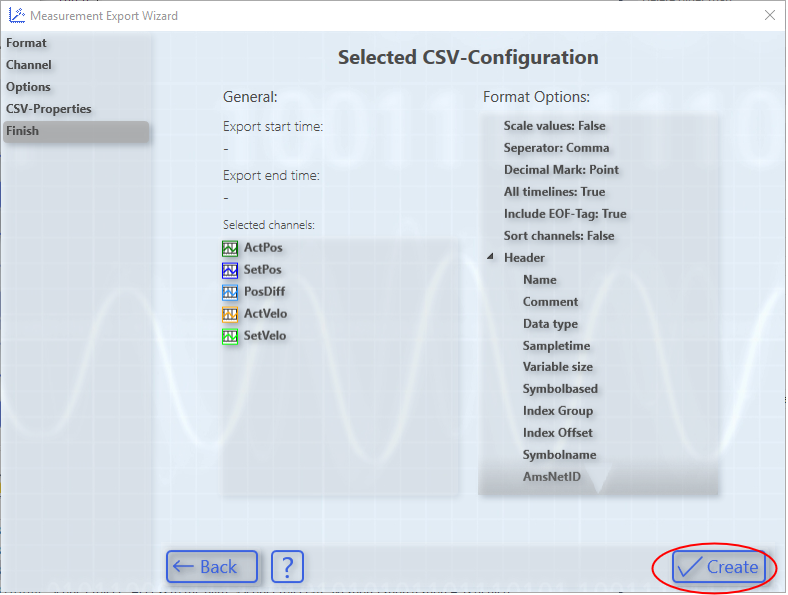 Measurement Export Wizard
Format
Channel
Options
CSV-Properties
Finish
Selected CSV-Configuration
General:
Export start time:
-
Export end time:
-
Selected channels:
ActPos
SetPos
PosDiff
ActVelo
SetVelo
Format Options:
Scale values: False
Seperator: Comma
Decimal Mark: Point
All timelines: True
Include EOF-Tag: True
Sort channels: False
Header
Name
Comment
Data type
Sampletime
Variable size
Symbolbased
Index Group
Index Offset
Symbolname
AmsNetID
Back
?
Create